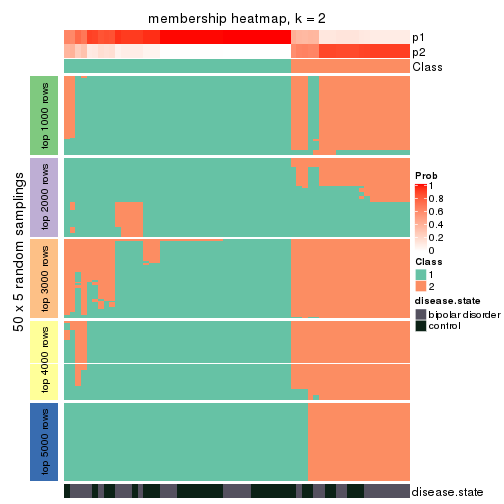 membership heatmap, k = 2
p1
p2
Class
50 x 5 random samplings
top 1000 rows
top 2000 rows
top 3000 rows
top 4000 rows
top 5000 rows
Prob
1
0.8
0.6
0.4
0.2
0
Class
1
2
disease.state
bipolar disorder
control
disease.state